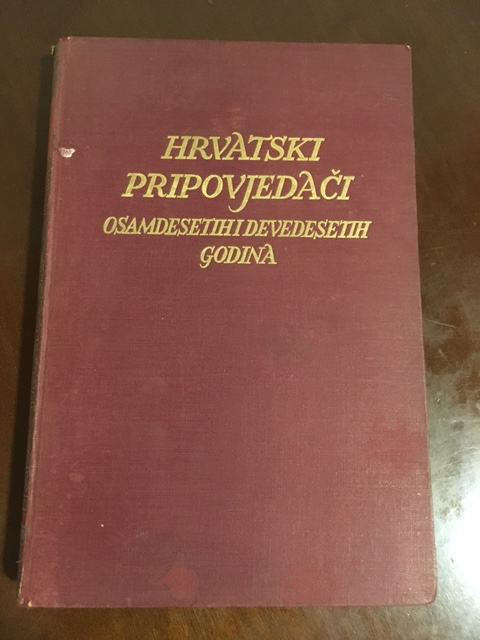 HRVATSKI
PRIPOVJEDAČI
OSAMDESETIH I DEVEDESETIH
GODINA